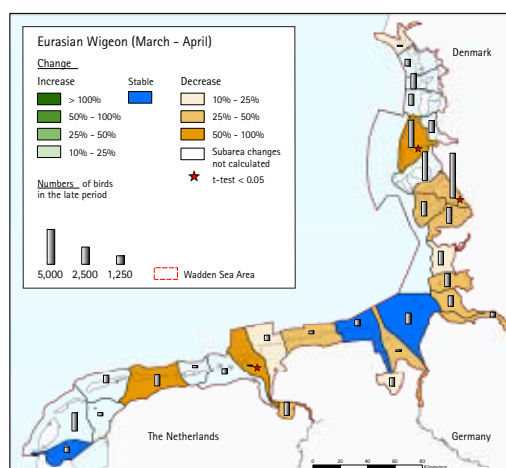 Eurasian Wigeon (March - April)
Denmark
Change
Increase
Stable
Decrease
> 100%
10% - 25%
50% - 100%
25% - 50%
25% - 50%
50% - 100%
10% - 25%
Subarea changes
not calculated
Numbers of birds
in the late period
t-test < 0.05
5,000 2,500 1,250
Wadden Sea Area
The Netherlands
Germany
0 20 40 60 80